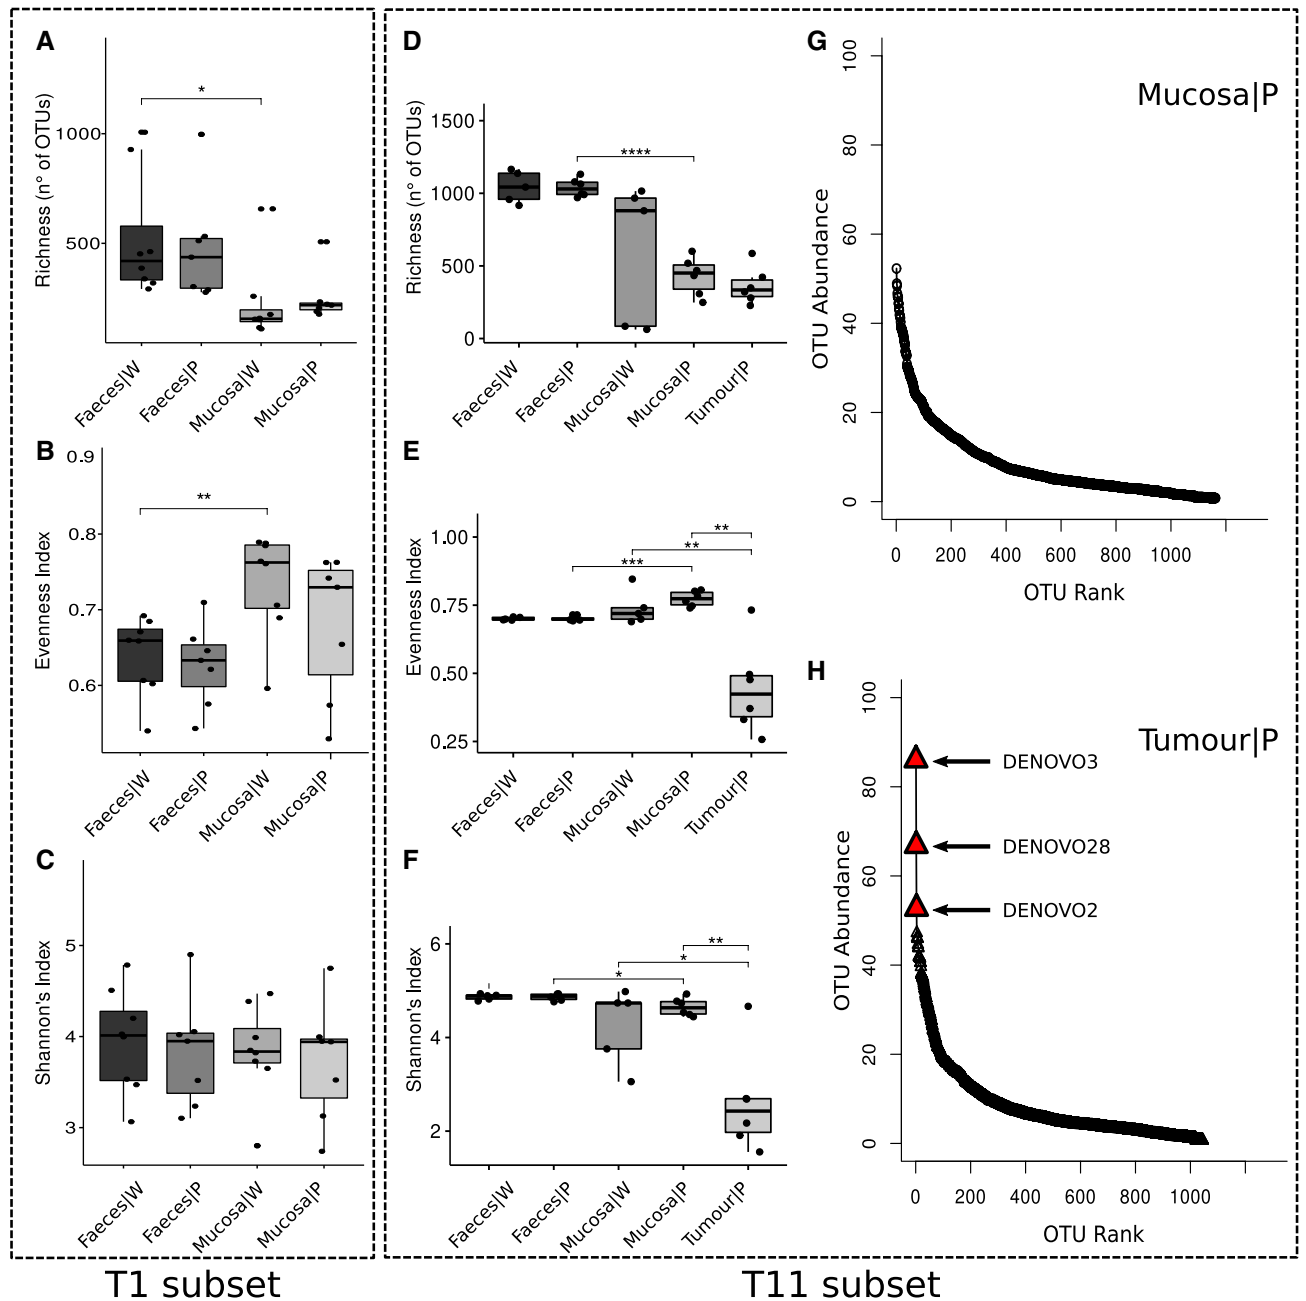 A
Richness (n° of OTUs)
1000
500
*
Faeces|W
Faeces|P
Mucosa|W
Mucosa|P
B
Evenness Index
0.9
0.8
0.7
0.6
**
Faeces|W
Faeces|P
Mucosa|W
Mucosa|P
C
Shannon's Index
5
4
3
Faeces|W
Faeces|P
Mucosa|W
Mucosa|P
T1 subset
D
Richness (n° of OTUs)
1500
1000
500
0
****
Faeces|W
Faeces|P
Mucosa|W
Mucosa|P
Tumour|P
E
Evenness Index
1.00
0.75
0.50
0.25
**
**
***
Faeces|W
Faeces|P
Mucosa|W
Mucosa|P
Tumour|P
F
Shannon's Index
6
4
2
**
*
*
Faeces|W
Faeces|P
Mucosa|W
Mucosa|P
Tumour|P
G
Mucosa|P
OTU Abundance
100
80
60
40
20
0
0 200 400 600 800 1000
OTU Rank
H
Tumour|P
OTU Abundance
100
80
60
40
20
0
DENOVO3
DENOVO28
DENOVO2
0 200 400 600 800 1000
OTU Rank
T11 subset